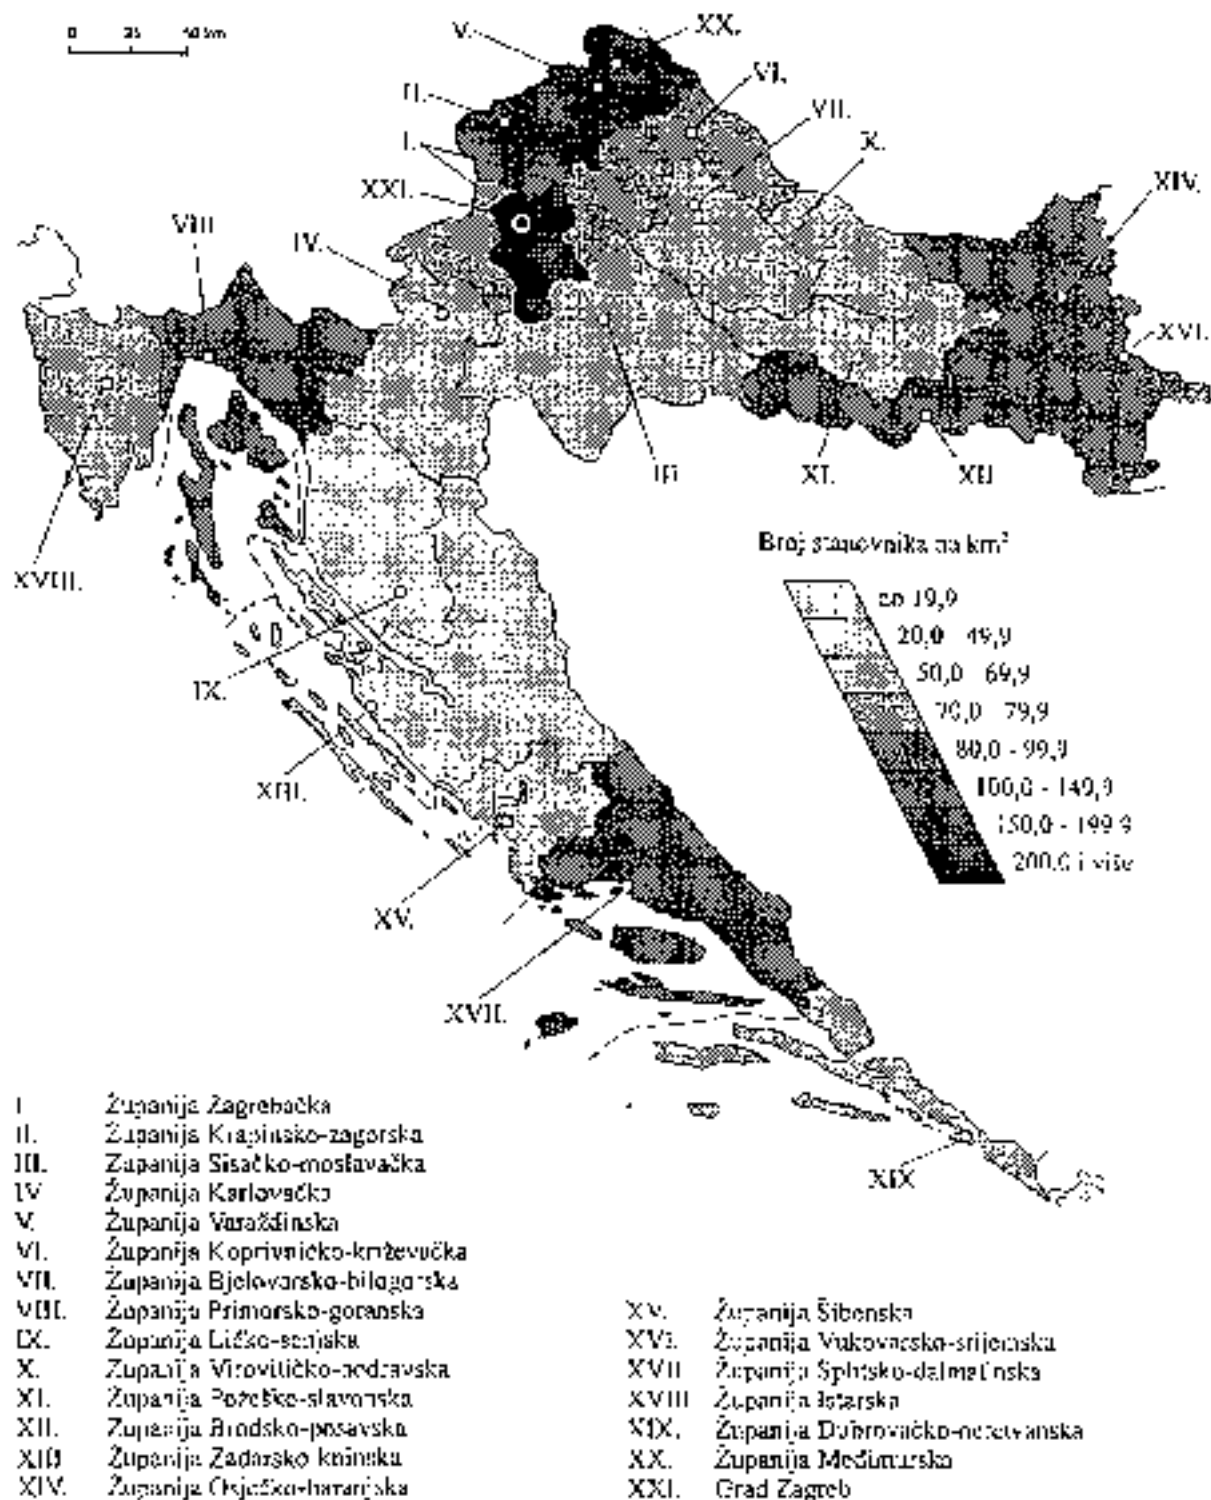 0 25 50 km
V.
XX.
II.
VI.
VII.
I.
X.
XXI.
XIV.
VIII
IV.
XVI.
III
XI.
XII
XVIII.
Broj stanovnika na km²
do 19,9
20,0 - 49,9
50,0 - 69,9
70,0 - 79,9
80,0 - 99,9
100,0 - 149,9
150,0 - 199 9
200,0 i više
IX.
XIII.
XV.
XVII.
XIX
I Županija Zagrebačka
II. Županija Krapinsko-zagorska
III. Županija Sisačko-moslavačka
IV Županija Karlovačka
V. Županija Varaždinska
VI. Županija Koprivničko-križevačka
VII. Županija Bjelovarsko-bilogorska
VIII. Županija Primorsko-goranska
IX. Županija Ličko-senjska
X. Županija Virovitičko-podravska
XI. Županija Požeško-slavonska
XII. Županija Brodsko-posavska
XIII Županija Zadarsko kninska
XIV. Županija Osječko-baranjska
XV. Županija Šibenska
XVI. Županija Vukovarsko-srijemska
XVII Županija Splitsko-dalmatinska
XVIII Županija Istarska
XIX. Županija Dubrovačko-neretvanska
XX. Županija Međimurska
XXI. Grad Zagreb